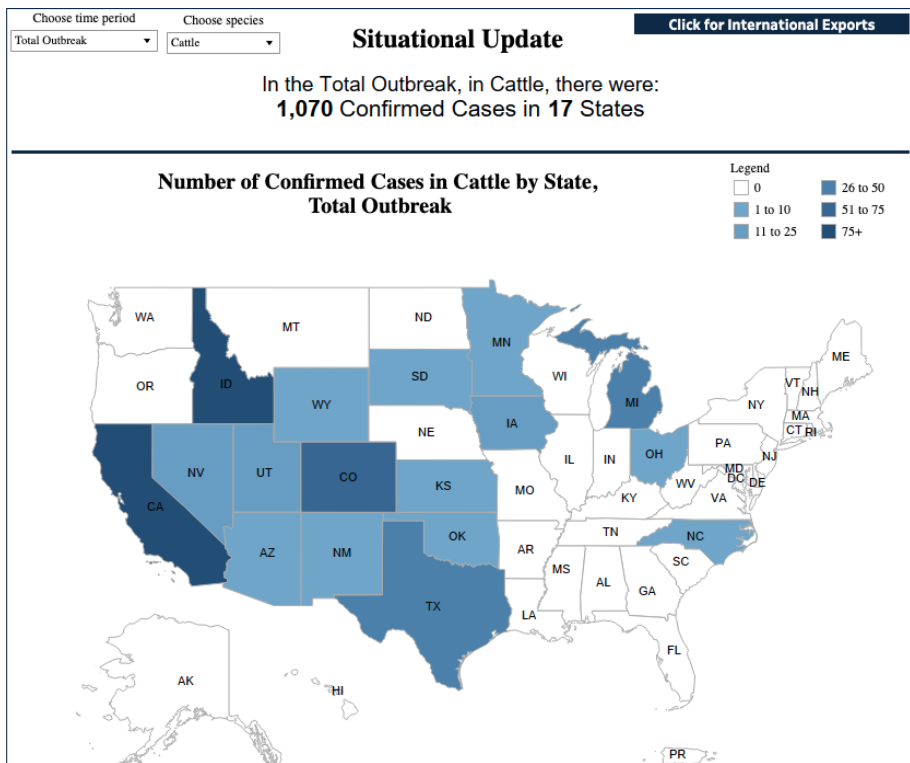 Choose time period
Choose species
Click for International Exports
Total Outbreak
Cattle
Situational Update
In the Total Outbreak, in Cattle, there were:
1,070 Confirmed Cases in 17 States
Number of Confirmed Cases in Cattle by State,
Total Outbreak
Legend
0
26 to 50
1 to 10
51 to 75
11 to 25
75+
WA
MT
ND
MN
ME
OR
ID
SD
WI
VT
NH
NY
WY
MI
MA
CT
RI
IA
NE
PA
NJ
NV
UT
CO
IL
IN
OH
MD
DC
DE
WV
VA
KS
MO
KY
CA
TN
NC
AZ
NM
OK
AR
SC
MS
AL
GA
TX
LA
FL
AK
HI
PR